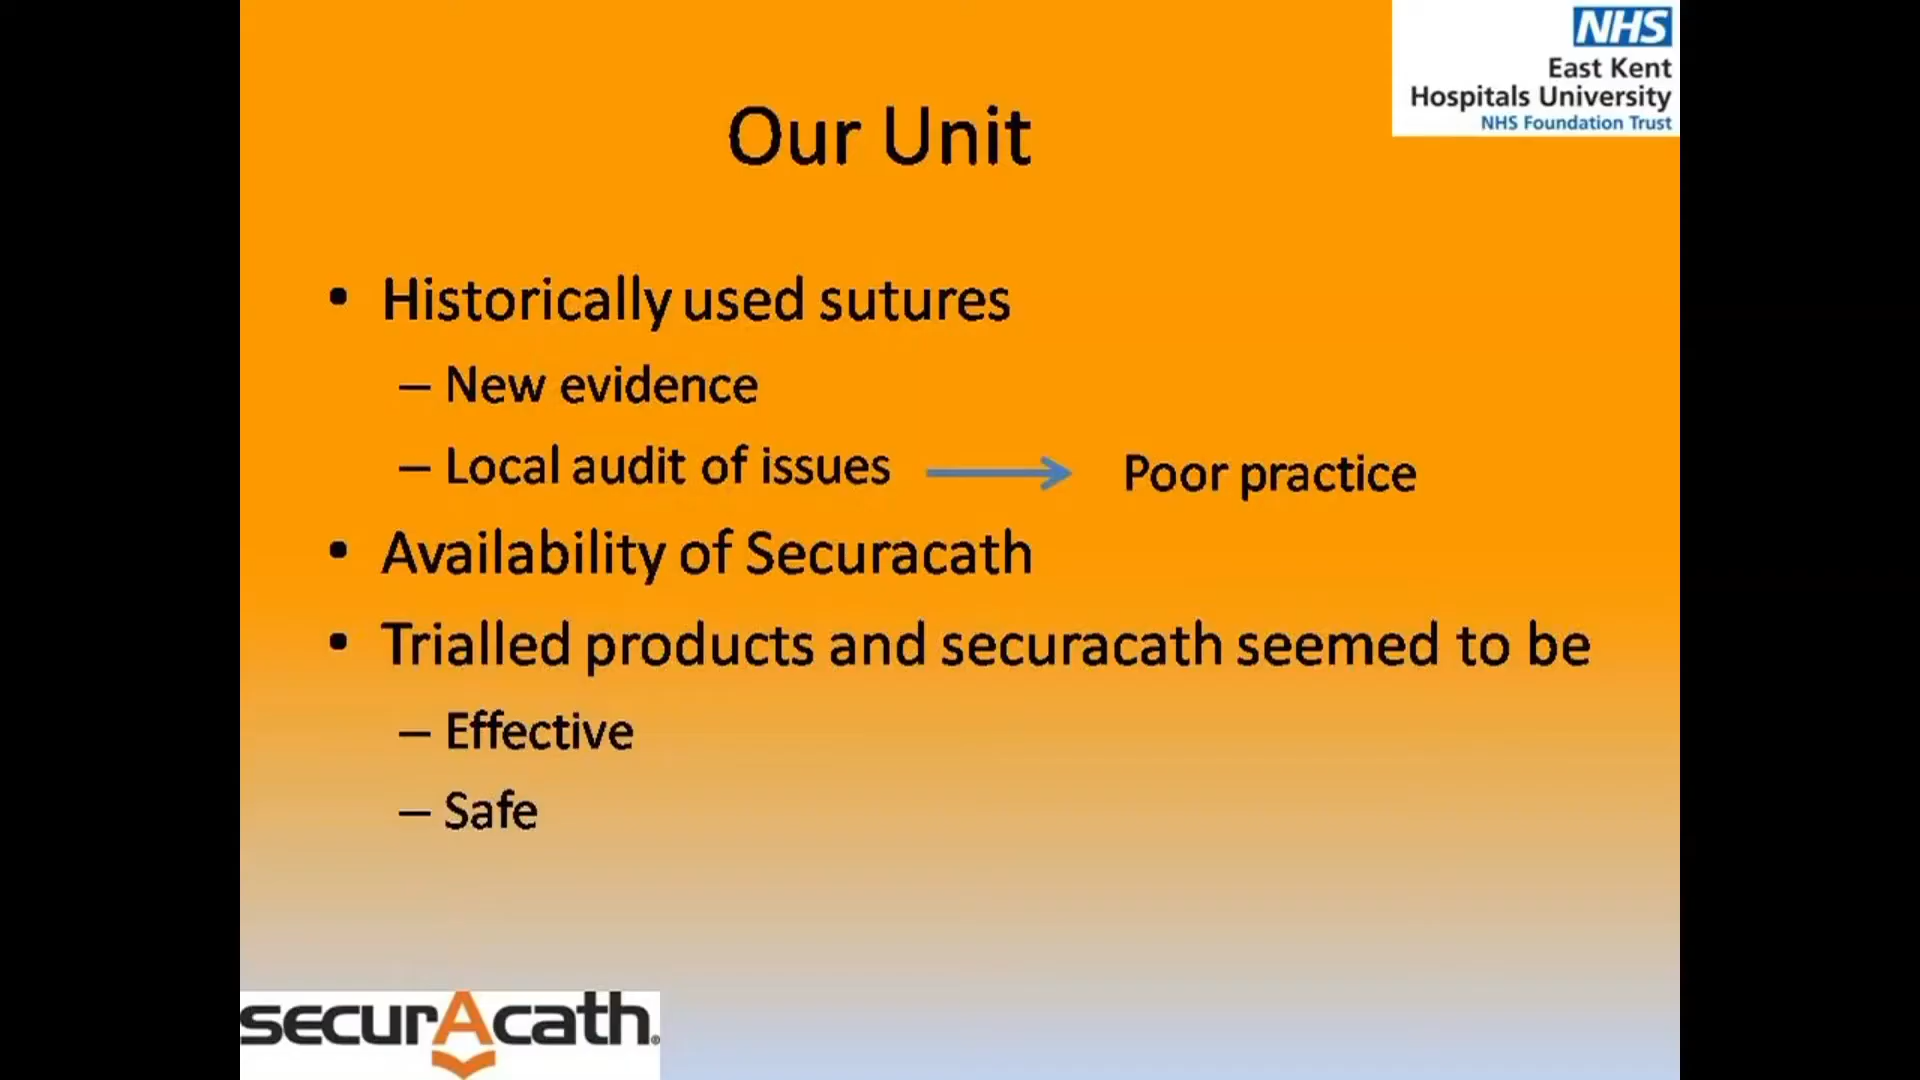 NHS
East Kent
Hospitals University
NHS Foundation Trust
Our Unit
• Historically used sutures
– New evidence
– Local audit of issues → Poor practice
• Availability of Securacath
• Trialled products and securacath seemed to be
– Effective
– Safe
securAcath®